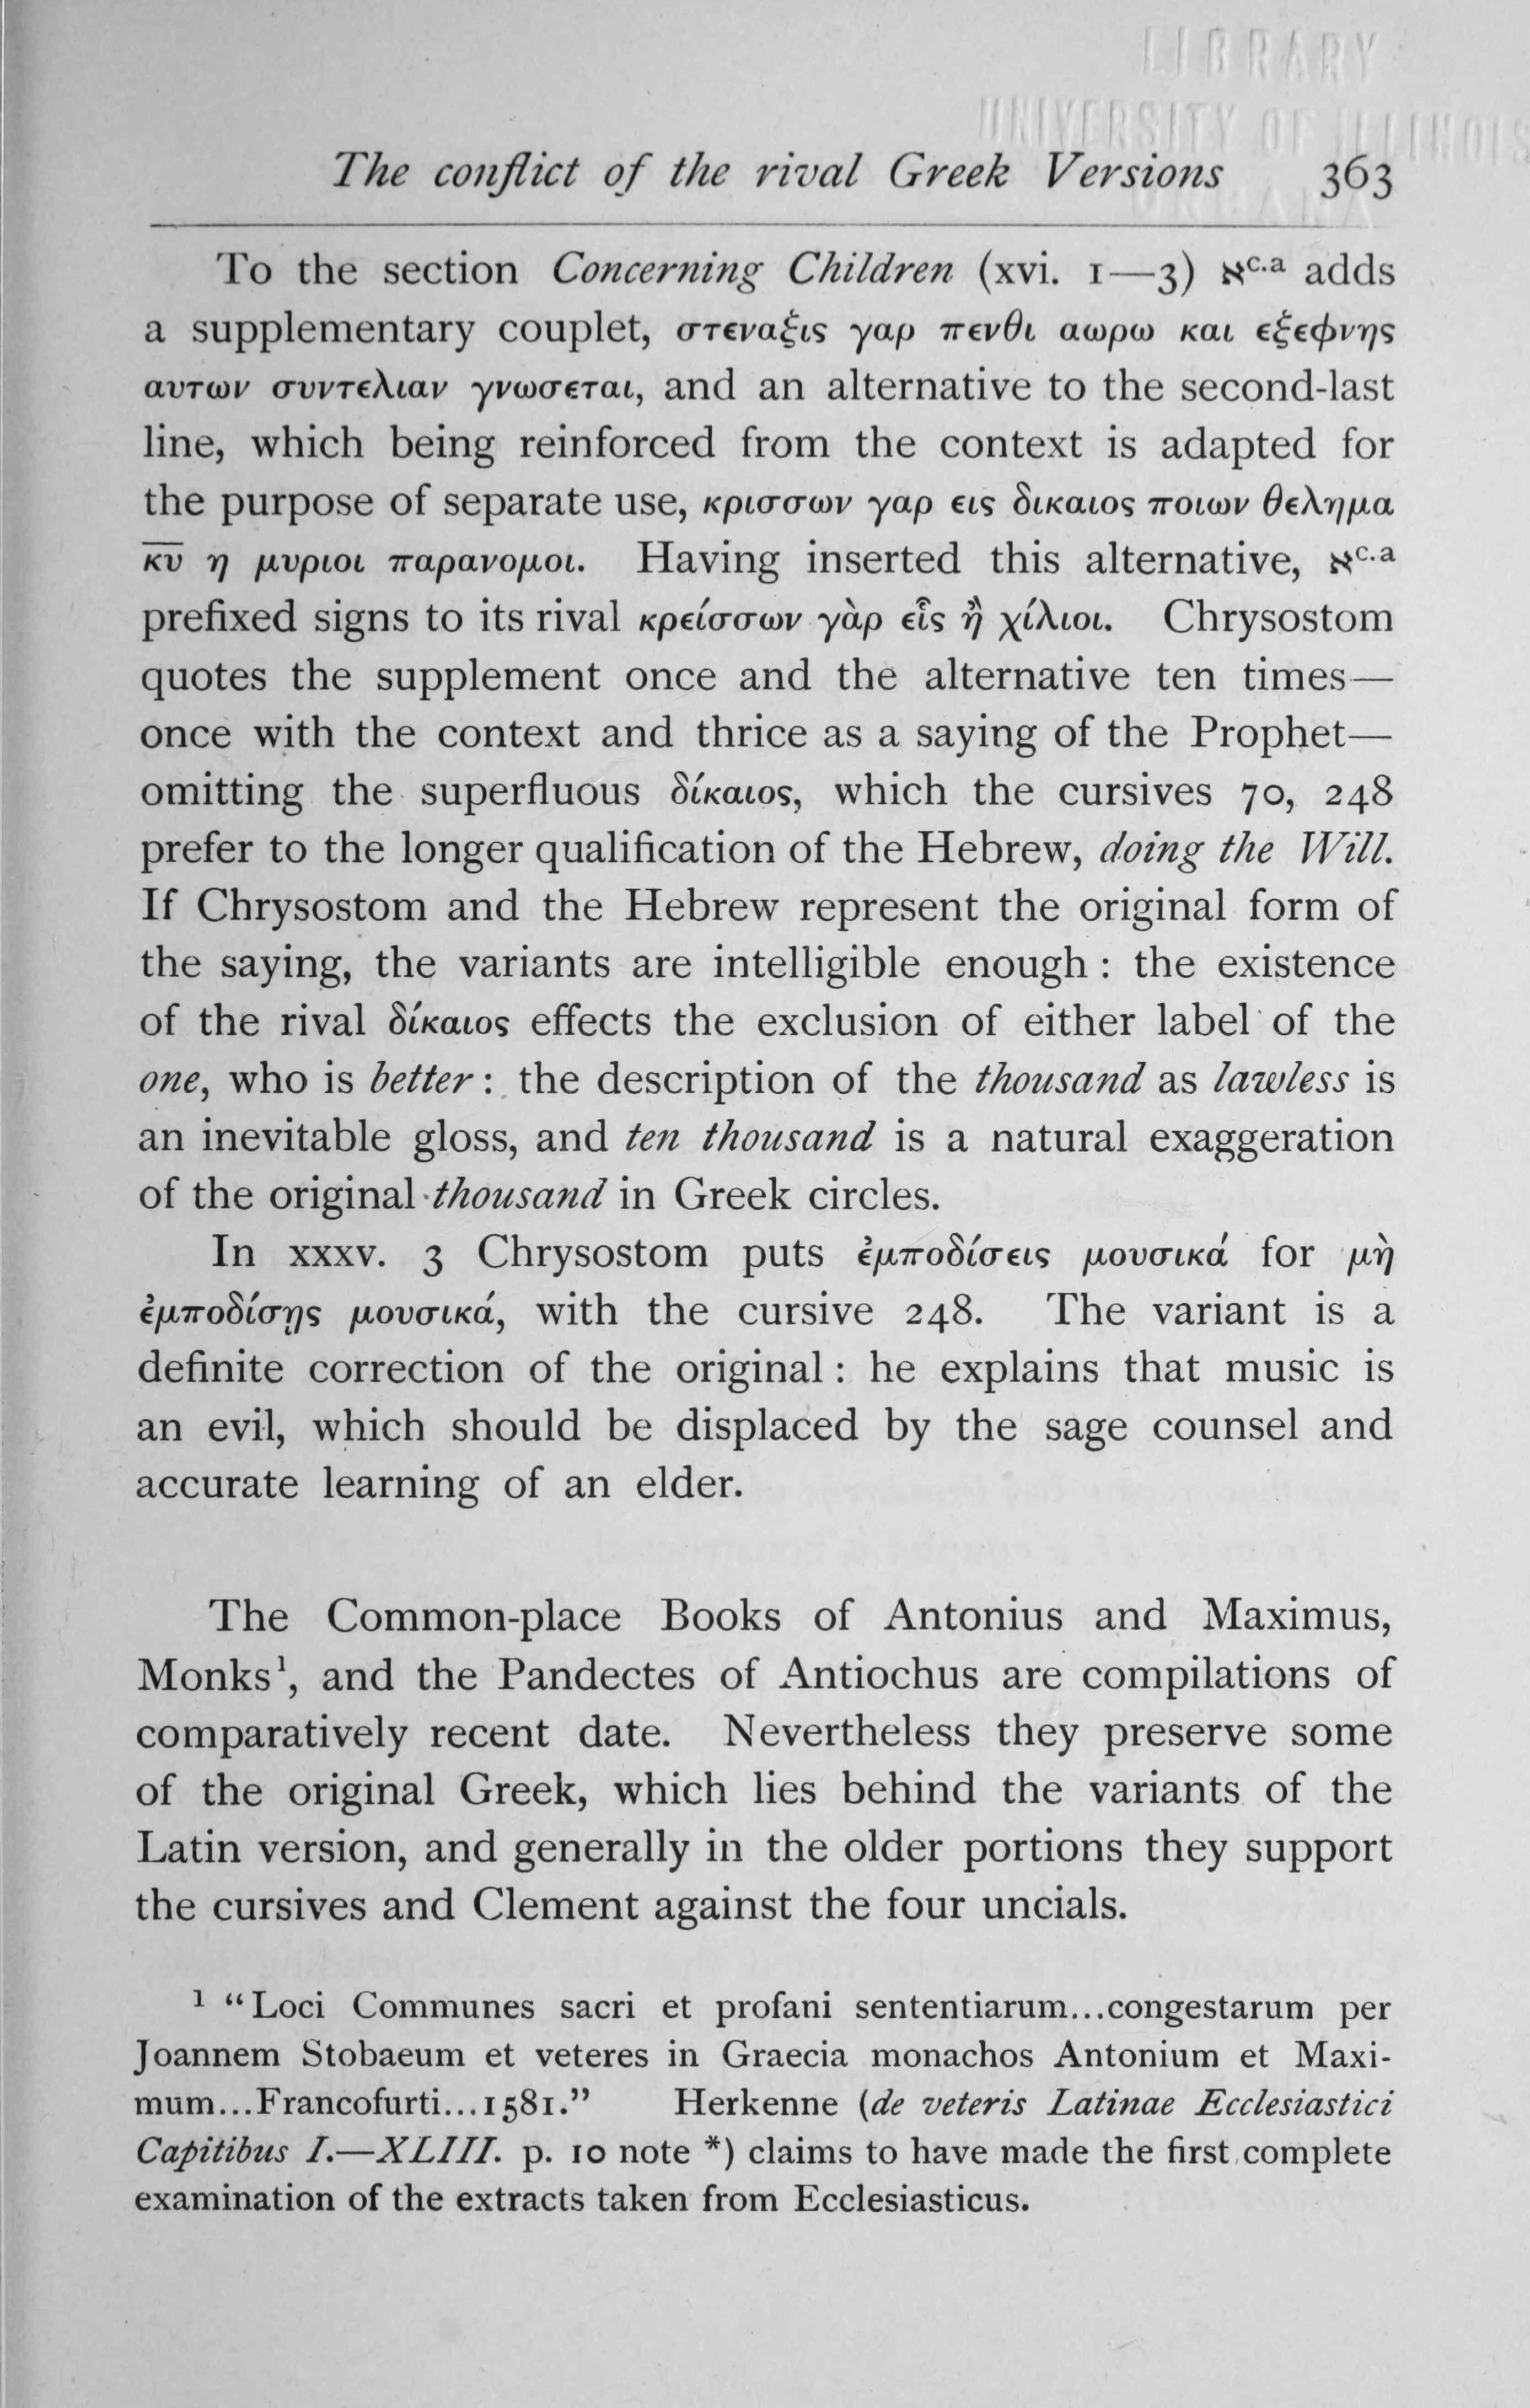 LIBRARY
UNIVERSITY OF ILLINOIS
The conflict of the rival Greek Versions 363
To the section Concerning Children (xvi. 1—3) א c.a adds
a supplementary couplet, στεναξις γαρ πενθι αωρω και εξεφνης
αυτων συντελιαν γνωσεται, and an alternative to the second-last
line, which being reinforced from the context is adapted for
the purpose of separate use, κρισσων γαρ εις δικαιος ποιων θελημα
κ̅υ̅ η μυριοι παρανομοι. Having inserted this alternative, א c.a
prefixed signs to its rival κρείσσων γὰρ εἷς ἢ χίλιοι. Chrysostom
quotes the supplement once and the alternative ten times—
once with the context and thrice as a saying of the Prophet—
omitting the superfluous δίκαιος, which the cursives 70, 248
prefer to the longer qualification of the Hebrew, doing the Will.
If Chrysostom and the Hebrew represent the original form of
the saying, the variants are intelligible enough : the existence
of the rival δίκαιος effects the exclusion of either label of the
one, who is better : the description of the thousand as lawless is
an inevitable gloss, and ten thousand is a natural exaggeration
of the original thousand in Greek circles.
In xxxv. 3 Chrysostom puts ἐμποδίσεις μουσικά for μὴ
ἐμποδίσῃς μουσικά, with the cursive 248. The variant is a
definite correction of the original : he explains that music is
an evil, which should be displaced by the sage counsel and
accurate learning of an elder.
The Common-place Books of Antonius and Maximus,
Monks¹, and the Pandectes of Antiochus are compilations of
comparatively recent date. Nevertheless they preserve some
of the original Greek, which lies behind the variants of the
Latin version, and generally in the older portions they support
the cursives and Clement against the four uncials.
¹ “Loci Communes sacri et profani sententiarum...congestarum per
Joannem Stobaeum et veteres in Graecia monachos Antonium et Maxi-
mum...Francofurti...1581.” Herkenne (de veteris Latinae Ecclesiastici
Capitibus I.—XLIII. p. 10 note *) claims to have made the first complete
examination of the extracts taken from Ecclesiasticus.